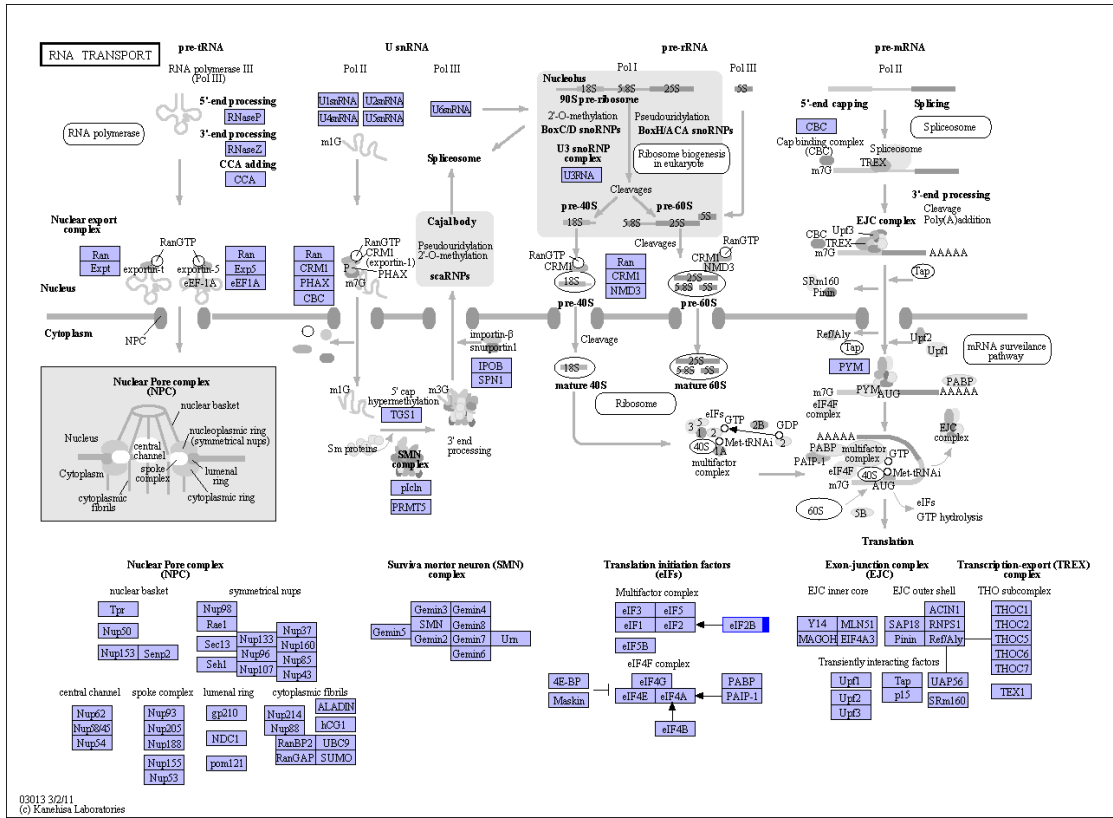 RNA TRANSPORT
pre-tRNA
RNA polymerase III
(Pol III)
5'-end processing
RNaseP
3'-end processing
RNaseZ
CCA adding
CCA
RNA polymerase
Nuclear export
complex
Ran
Expt
RanGTP
exportin-t
exportin-5
eEF-1A
Ran
Exp5
eEF1A
Nucleus
Cytoplasm
NPC
U snRNA
Pol II
Pol III
U1snRNA
U2snRNA
U4snRNA
U5snRNA
U6snRNA
m1G
Spliceosome
Cajal body
Pseudouridylation
2'-O-methylation
scaRNPs
Ran
CRM1
PHAX
CBC
RanGTP
CRM1
(exportin-1)
P
PHAX
m7G
importin-β
snurportin1
IPOB
SPN1
m1G
5' cap
hypermethylation
TGS1
m3G
3' end
processing
Sm proteins
SMN
complex
pIcln
PRMT5
pre-rRNA
Pol I
Pol III
Nucleolus
18S
5.8S
25S
5S
90S pre-ribosome
2'-O-methylation
Pseudouridylation
BoxC/D snoRNPs
BoxH/ACA snoRNPs
U3 snoRNP
complex
U3RNA
Ribosome biogenesis
in eukaryote
Cleavages
pre-40S
pre-60S
18S
5.8S
25S
5S
Cleavages
RanGTP
CRM1
18S
Ran
CRM1
NMD3
RanGTP
CRM1
NMD3
25S
5.8S
5S
pre-40S
pre-60S
Cleavage
18S
mature 40S
25S
5.8S
5S
mature 60S
Ribosome
pre-mRNA
Pol II
5'-end capping
Splicing
CBC
Spliceosome
Cap binding complex
(CBC)
m7G
Spliceosome
TREX
3'-end processing
Cleavage
Poly(A)addition
EJC complex
CBC
Upf3
TREX
m7G
AAAAA
Tap
SRm160
Pinin
Ref/Aly
Tap
Upf2
Upf1
mRNA surveilance
pathway
PYM
m7G
PYM
AUG
PABP
AAAAA
eIF4F
complex
eIFs
3
5
1
2
1A
40S
GTP
2B
GDP
2
Met-tRNAi
multifactor
complex
AAAAA
PABP
PAIP-1
multifactor
complex
GTP
eIF4F
40S
Met-tRNAi
m7G
AUG
EJC
complex
60S
5B
eIFs
GTP hydrolysis
Translation
Nuclear Pore complex
(NPC)
nuclear basket
Nucleus
nucleoplasmic ring
(symmetrical nups)
central
channel
spoke
complex
Cytoplasm
lumenal
ring
cytoplasmic
fibrils
cytoplasmic ring
Nuclear Pore complex
(NPC)
nuclear basket
Tpr
Nup50
Nup153
Senp2
symmetrical nups
Nup98
Rae1
Sec13
Seh1
Nup133
Nup96
Nup107
Nup37
Nup160
Nup85
Nup43
central channel
Nup62
Nup58/45
Nup54
spoke complex
Nup93
Nup205
Nup188
Nup155
Nup53
lumenal ring
gp210
NDC1
pom121
cytoplasmic fibrils
Nup214
Nup88
ALADIN
hCG1
RanBP2
UBC9
RanGAP
SUMO
Surviva mortor neuron (SMN)
complex
Gemin3
Gemin4
SMN
Gemin8
Gemin5
Gemin2
Gemin7
Urn
Gemin6
Translation initiation factors
(eIFs)
Multifactor complex
eIF3
eIF5
eIF1
eIF2
eIF2B
eIF5B
eIF4F complex
4E-BP
Maskin
eIF4G
eIF4E
eIF4A
PABP
PAIP-1
eIF4B
Exon-junction complex
(EJC)
EJC inner core
Y14
MLN51
MAGOH
EIF4A3
EJC outer shell
ACIN1
SAP18
RNPS1
Pinin
Ref/Aly
Transiently interacting factors
Upf1
Upf2
Upf3
Tap
p15
UAP56
SRm160
Transcription-export (TREX)
complex
THO subcomplex
THOC1
THOC2
THOC5
THOC6
THOC7
TEX1
03013 3/2/11
(c) Kanehisa Laboratories